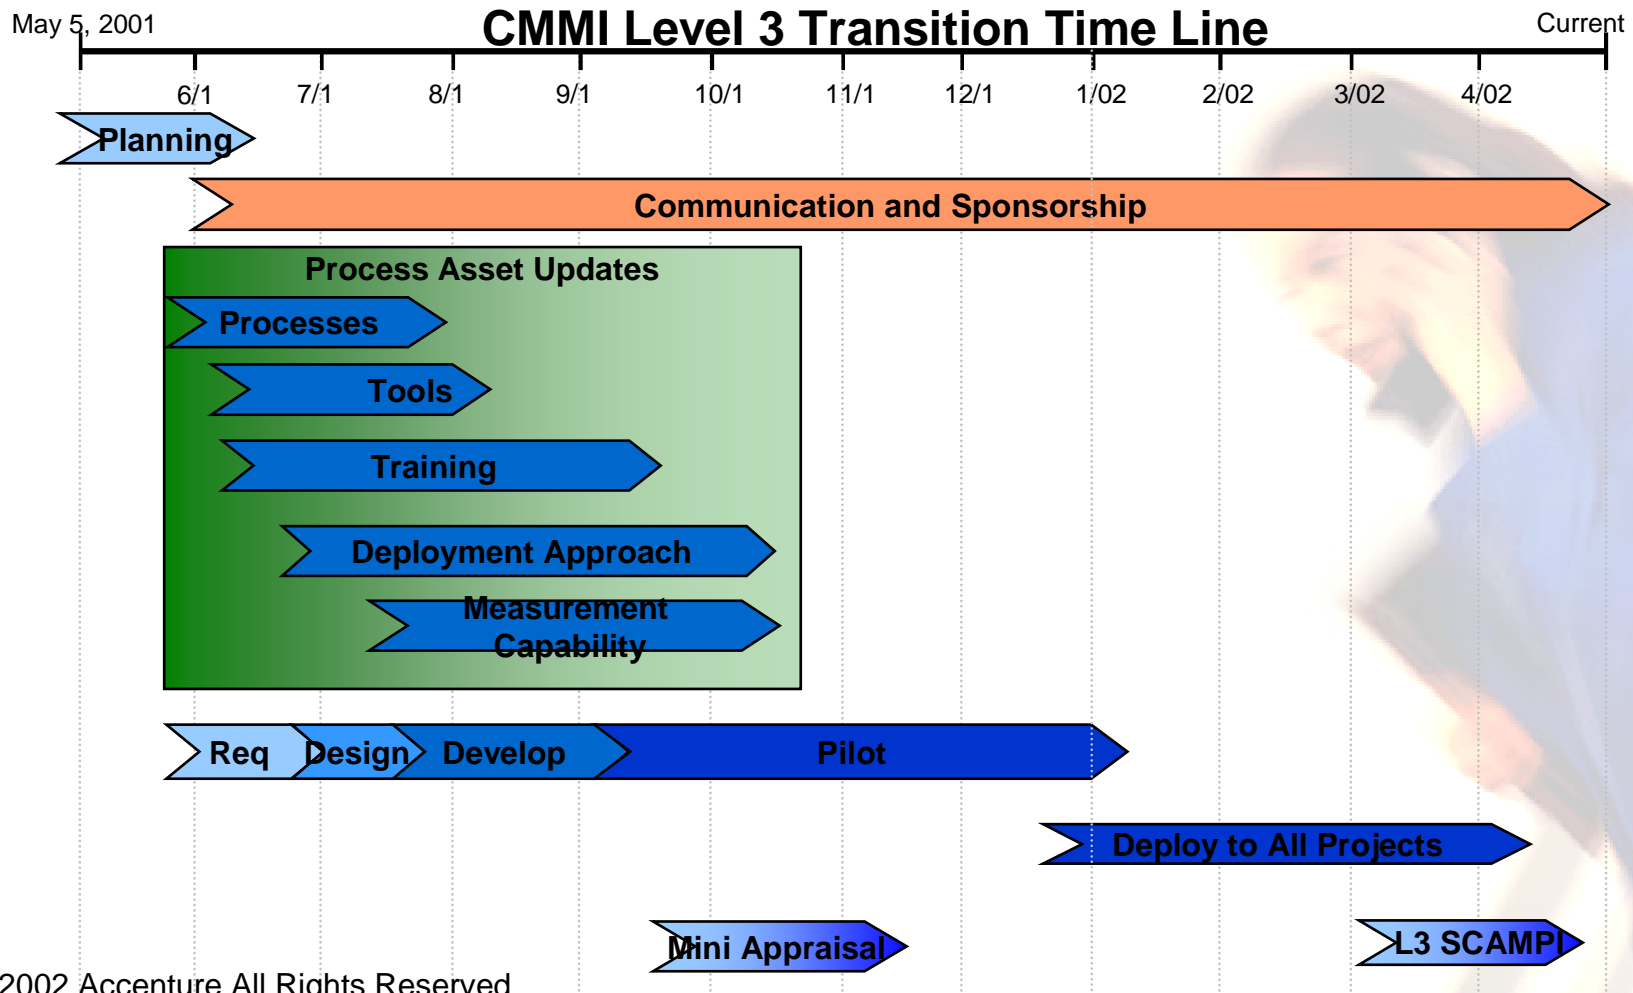 May 5, 2001
CMMI Level 3 Transition Time Line
Current
6/1 7/1 8/1 9/1 10/1 11/1 12/1 1/02 2/02 3/02 4/02
Planning
Communication and Sponsorship
Process Asset Updates
Processes
Tools
Training
Deployment Approach
Measurement
Capability
Req Design Develop Pilot
Deploy to All Projects
Mini Appraisal
L3 SCAMPI
2002 Accenture All Rights Reserved